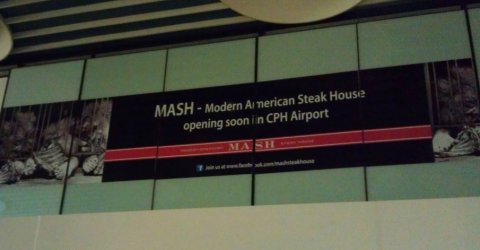 MASH - Modern American Steak House
opening soon in CPH Airport
MASH
Join us at www.facebook.com/mashsteakhouse